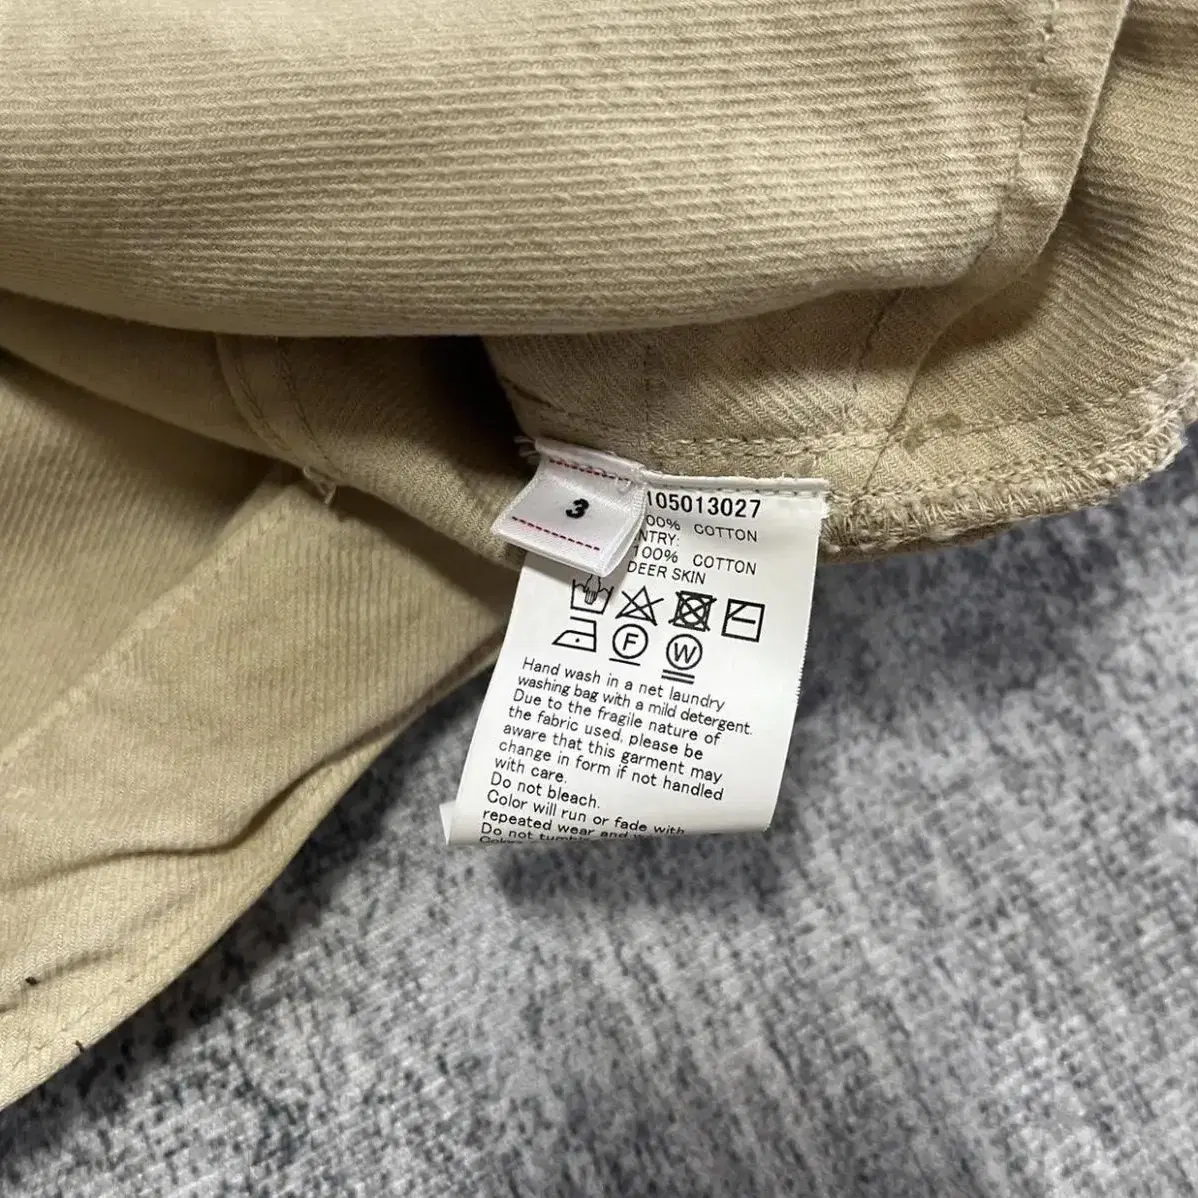 3
105013027
00% COTTON
NTRY:
100% COTTON
DEER SKIN
F
W
Hand wash in a net laundry
washing bag with a mild detergent.
Due to the fragile nature of
the fabric used, please be
aware that this garment may
change in form if not handled
with care.
Do not bleach.
Color will run or fade with
repeated wear and
Do not tumble